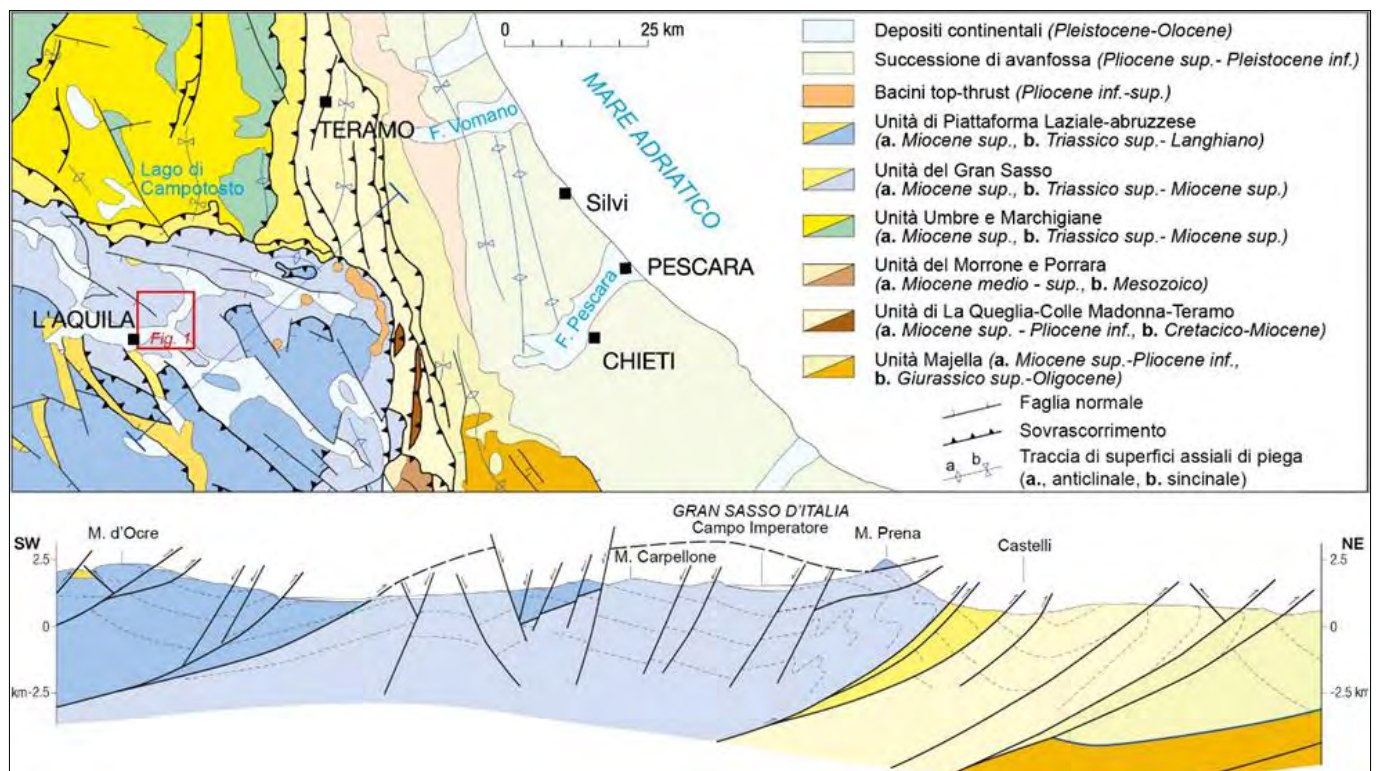 0 25 km
MARE ADRIATICO
TERAMO
F. Vomano
Lago di
Campotosto
Silvi
PESCARA
F. Pescara
L'AQUILA
Fig. 1
CHIETI
Depositi continentali (Pleistocene-Olocene)
Successione di avanfossa (Pliocene sup.- Pleistocene inf.)
Bacini top-thrust (Pliocene inf.-sup.)
Unità di Piattaforma Laziale-abruzzese
(a. Miocene sup., b. Triassico sup.- Langhiano)
Unità del Gran Sasso
(a. Miocene sup., b. Triassico sup.- Miocene sup.)
Unità Umbre e Marchigiane
(a. Miocene sup., b. Triassico sup.- Miocene sup.)
Unità del Morrone e Porrara
(a. Miocene medio - sup., b. Mesozoico)
Unità di La Queglia-Colle Madonna-Teramo
(a. Miocene sup. - Pliocene inf., b. Cretacico-Miocene)
Unità Majella (a. Miocene sup.-Pliocene inf.,
b. Giurassico sup.-Oligocene)
Faglia normale
Sovrascorrimento
a b Traccia di superfici assiali di piega
(a., anticlinale, b. sincinale)
SW
M. d'Ocre
GRAN SASSO D'ITALIA
Campo Imperatore
M. Carpellone
M. Prena
Castelli
NE
2.5
0
km-2.5
2.5
0
-2.5 km